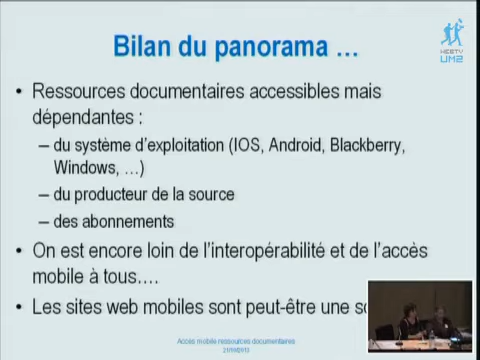 Bilan du panorama …
WEBTV
UM2
• Ressources documentaires accessibles mais
dépendantes :
– du système d'exploitation (IOS, Android, Blackberry,
Windows, …)
– du producteur de la source
– des abonnements
• On est encore loin de l'interopérabilité et de l'accès
mobile à tous….
• Les sites web mobiles sont peut-être une
Accès mobile ressources documentaires